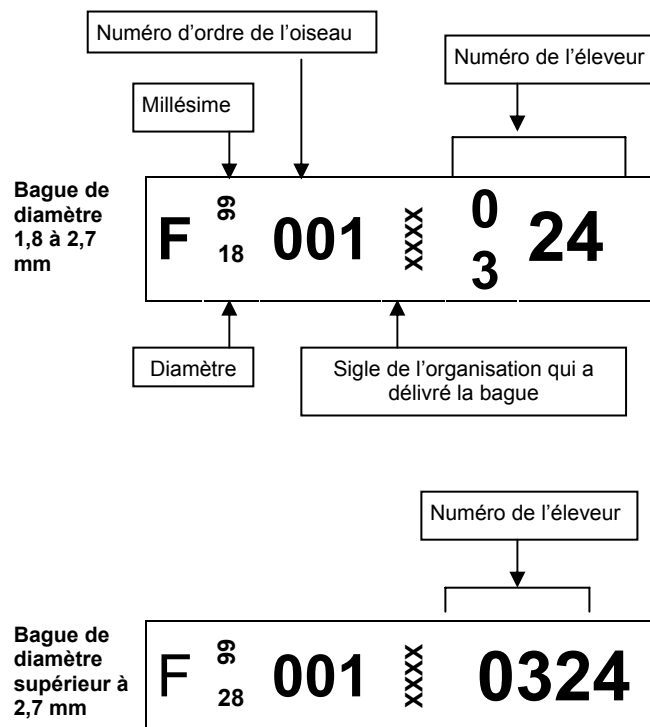 Numéro d'ordre de l'oiseau
Numéro de l'éleveur
Millésime
Bague de
diamètre
1,8 à 2,7
mm
F 99 18 001 XXXX 0 3 24
Diamètre
Sigle de l'organisation qui a
délivré la bague
Numéro de l'éleveur
Bague de
diamètre
supérieur à
2,7 mm
F 99 28 001 XXXX 0324